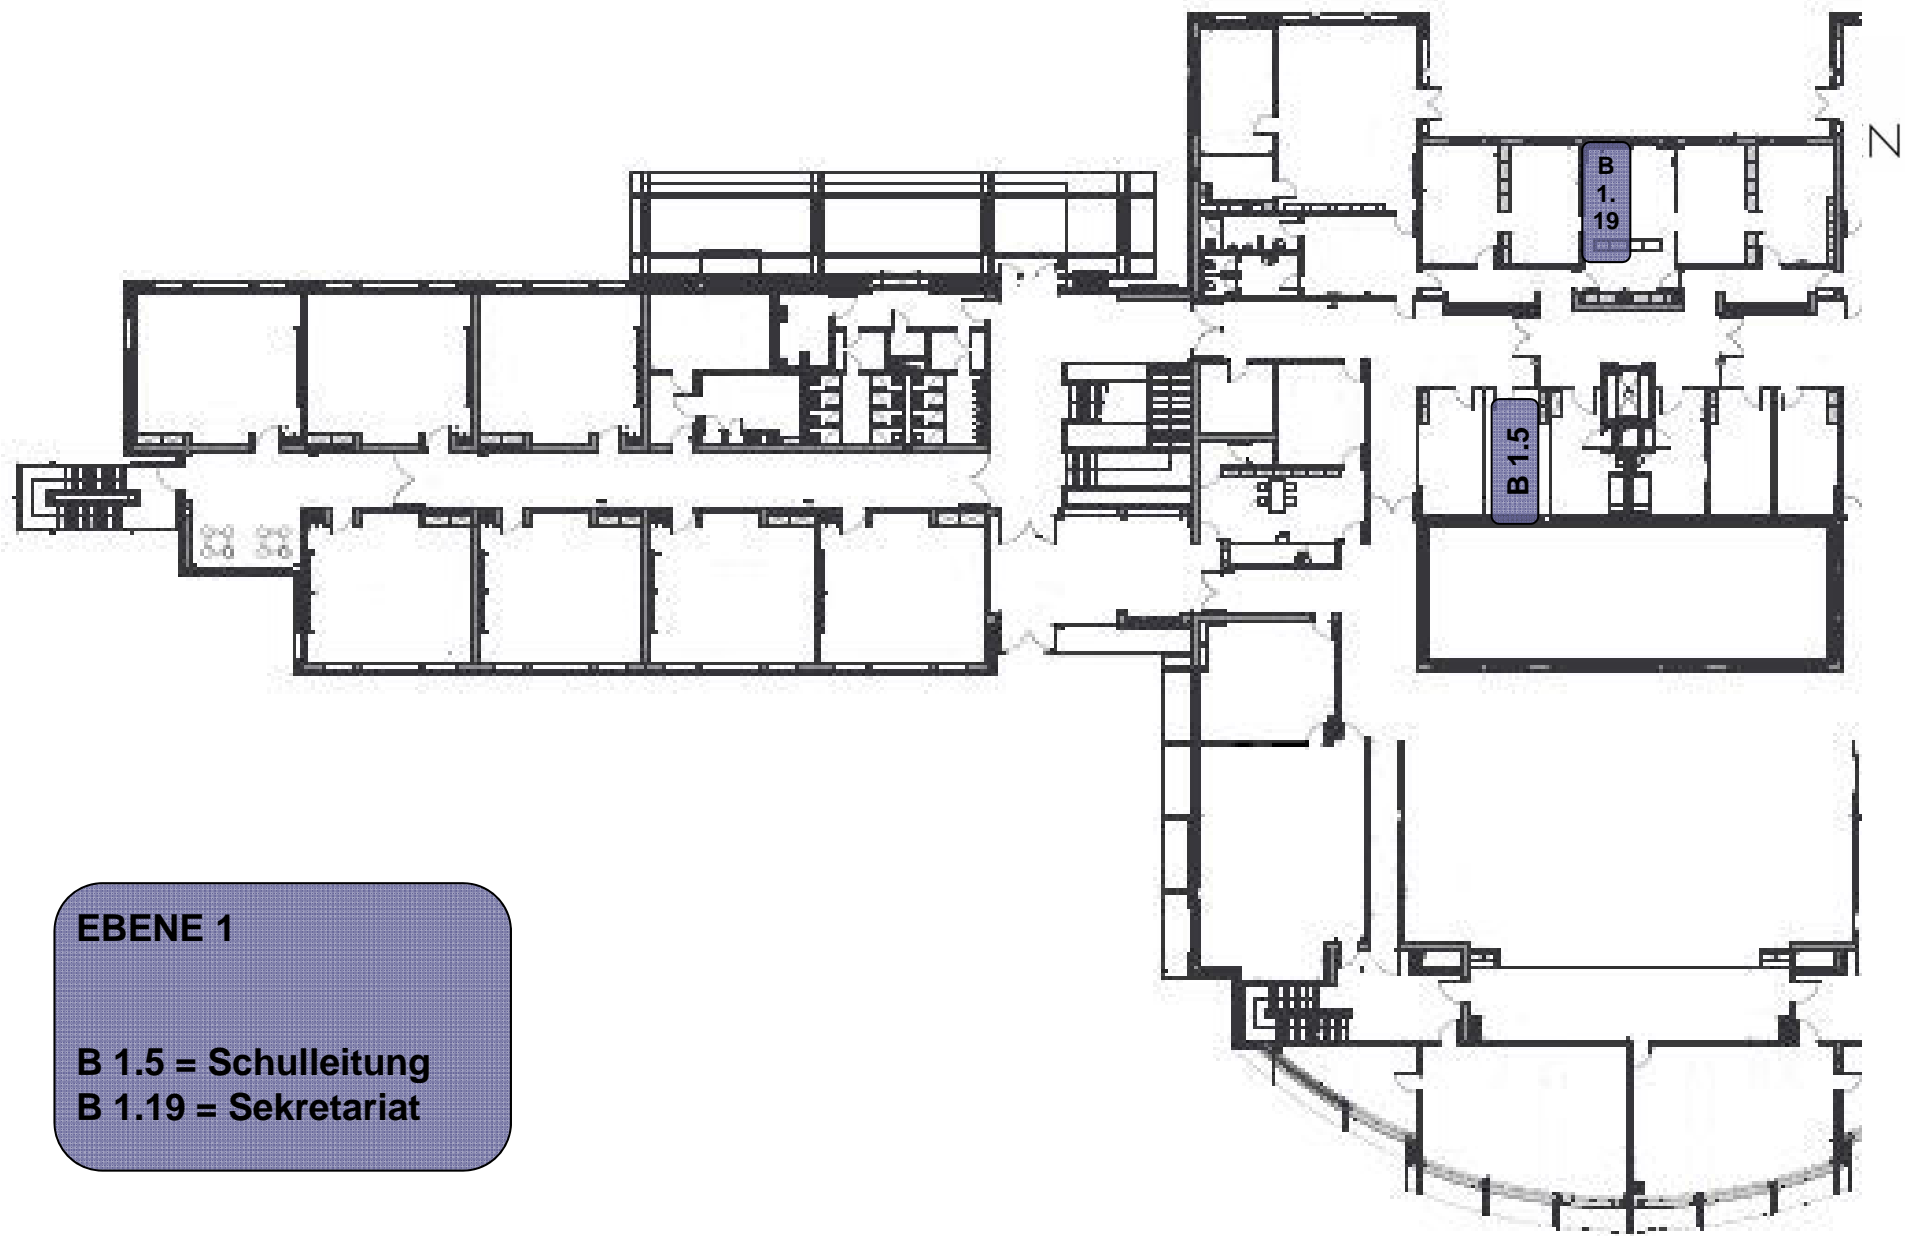 B
1.
19
N
B 1.5
EBENE 1
B 1.5 = Schulleitung
B 1.19 = Sekretariat